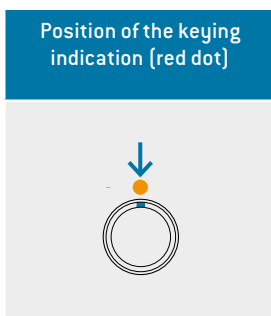 Position of the keying
indication (red dot)